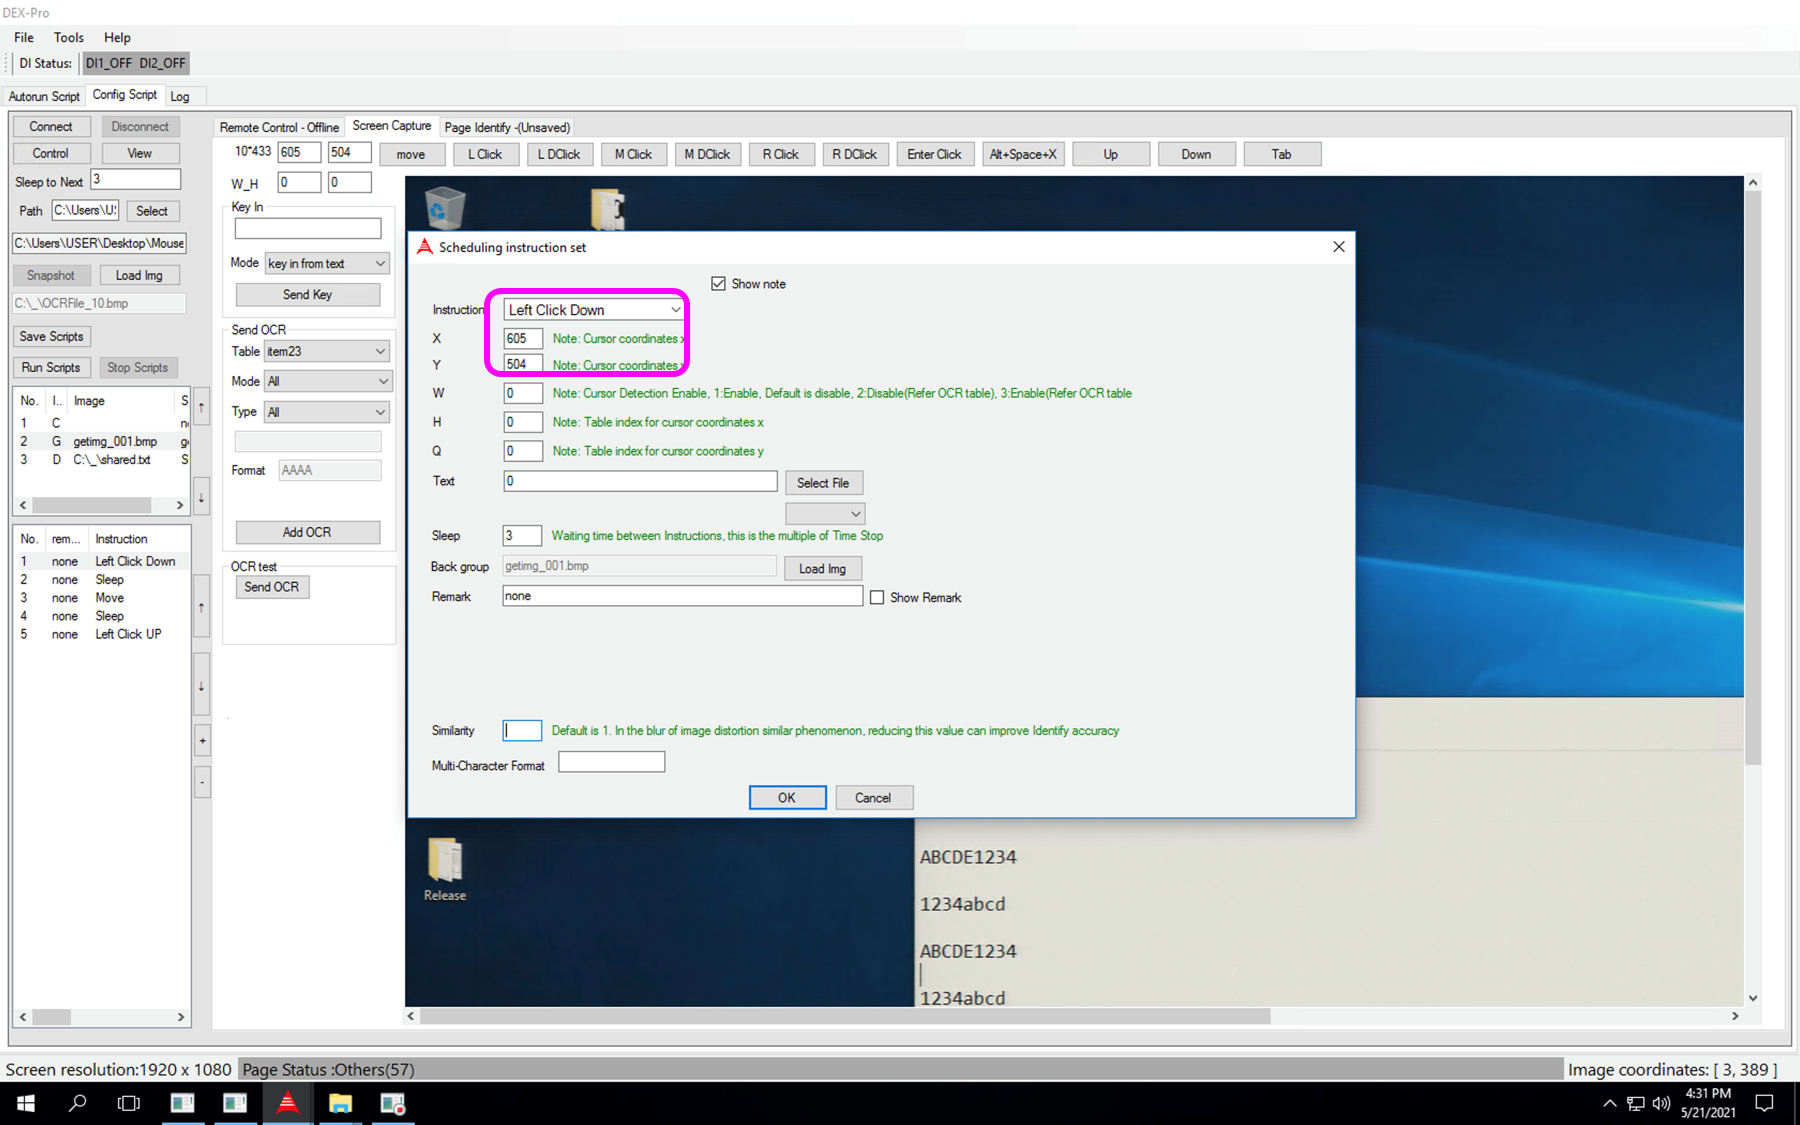 DEX-Pro
File Tools Help
DI Status: DI1_OFF DI2_OFF
Autorun Script Config Script Log
Connect Disconnect
Control View
Sleep to Next 3
Path C:\Users\U: Select
C:\Users\USER\Desktop\Mouse
Snapshot Load Img
C:\_\OCRFile_10.bmp
Save Scripts
Run Scripts Stop Scripts
No. I.. Image S
1 C
2 G getimg_001.bmp
3 D C:\_\shared.txt S
No. rem... Instruction
1 none Left Click Down
2 none Sleep
3 none Move
4 none Sleep
5 none Left Click UP
+
-
Remote Control - Offline Screen Capture Page Identify -(Unsaved)
10*433 605 504 move L Click L DClick M Click M DClick R Click R DClick Enter Click Alt+Space+X Up Down Tab
W_H 0 0
Key In
Mode key in from text
Send Key
Send OCR
Table item23
Mode All
Type All
Format AAAA
Add OCR
OCR test
Send OCR
Scheduling instruction set
Show note
Instruction Left Click Down
X 605 Note: Cursor coordinates x
Y 504 Note: Cursor coordinates
W 0 Note: Cursor Detection Enable, 1:Enable, Default is disable, 2:Disable(Refer OCR table), 3:Enable(Refer OCR table
H 0 Note: Table index for cursor coordinates x
Q 0 Note: Table index for cursor coordinates y
Text 0 Select File
Sleep 3 Waiting time between Instructions, this is the multiple of Time Stop
Back group getimg_001.bmp Load Img
Remark none Show Remark
Similarity Default is 1. In the blur of image distortion similar phenomenon, reducing this value can improve Identify accuracy
Multi-Character Format
OK Cancel
Release
ABCDE1234
1234abcd
ABCDE1234
1234abcd
Screen resolution:1920 x 1080 Page Status :Others(57) Image coordinates: [ 3, 389 ]
4:31 PM
5/21/2021